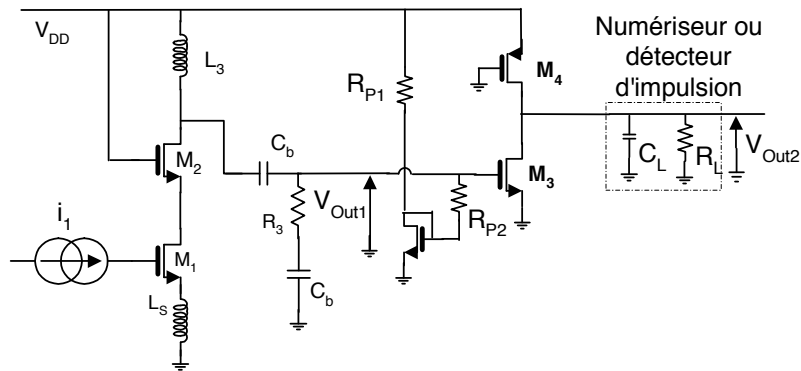 Numériseur ou
détecteur
d'impulsion
V_DD
L_3
R_P1
M_4
C_b
M_2
M_3
C_L
R_L
V_Out2
i_1
R_3
V_Out1
R_P2
M_1
C_b
L_S